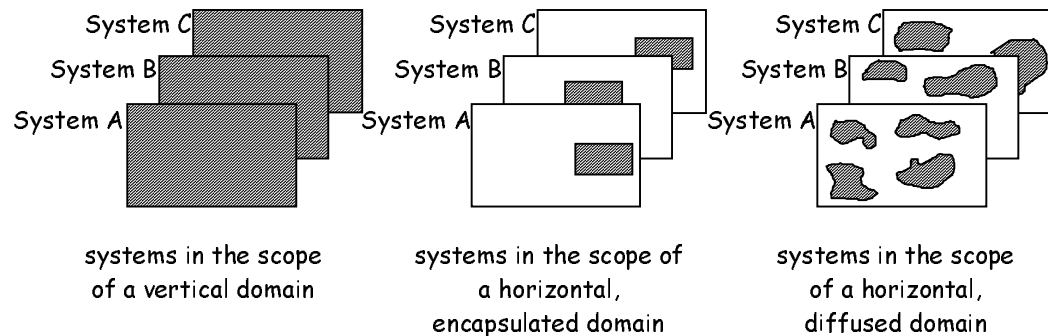 System C
System B
System A
systems in the scope
of a vertical domain
System C
System B
System A
systems in the scope of
a horizontal,
encapsulated domain
System C
System B
System A
systems in the scope
of a horizontal,
diffused domain